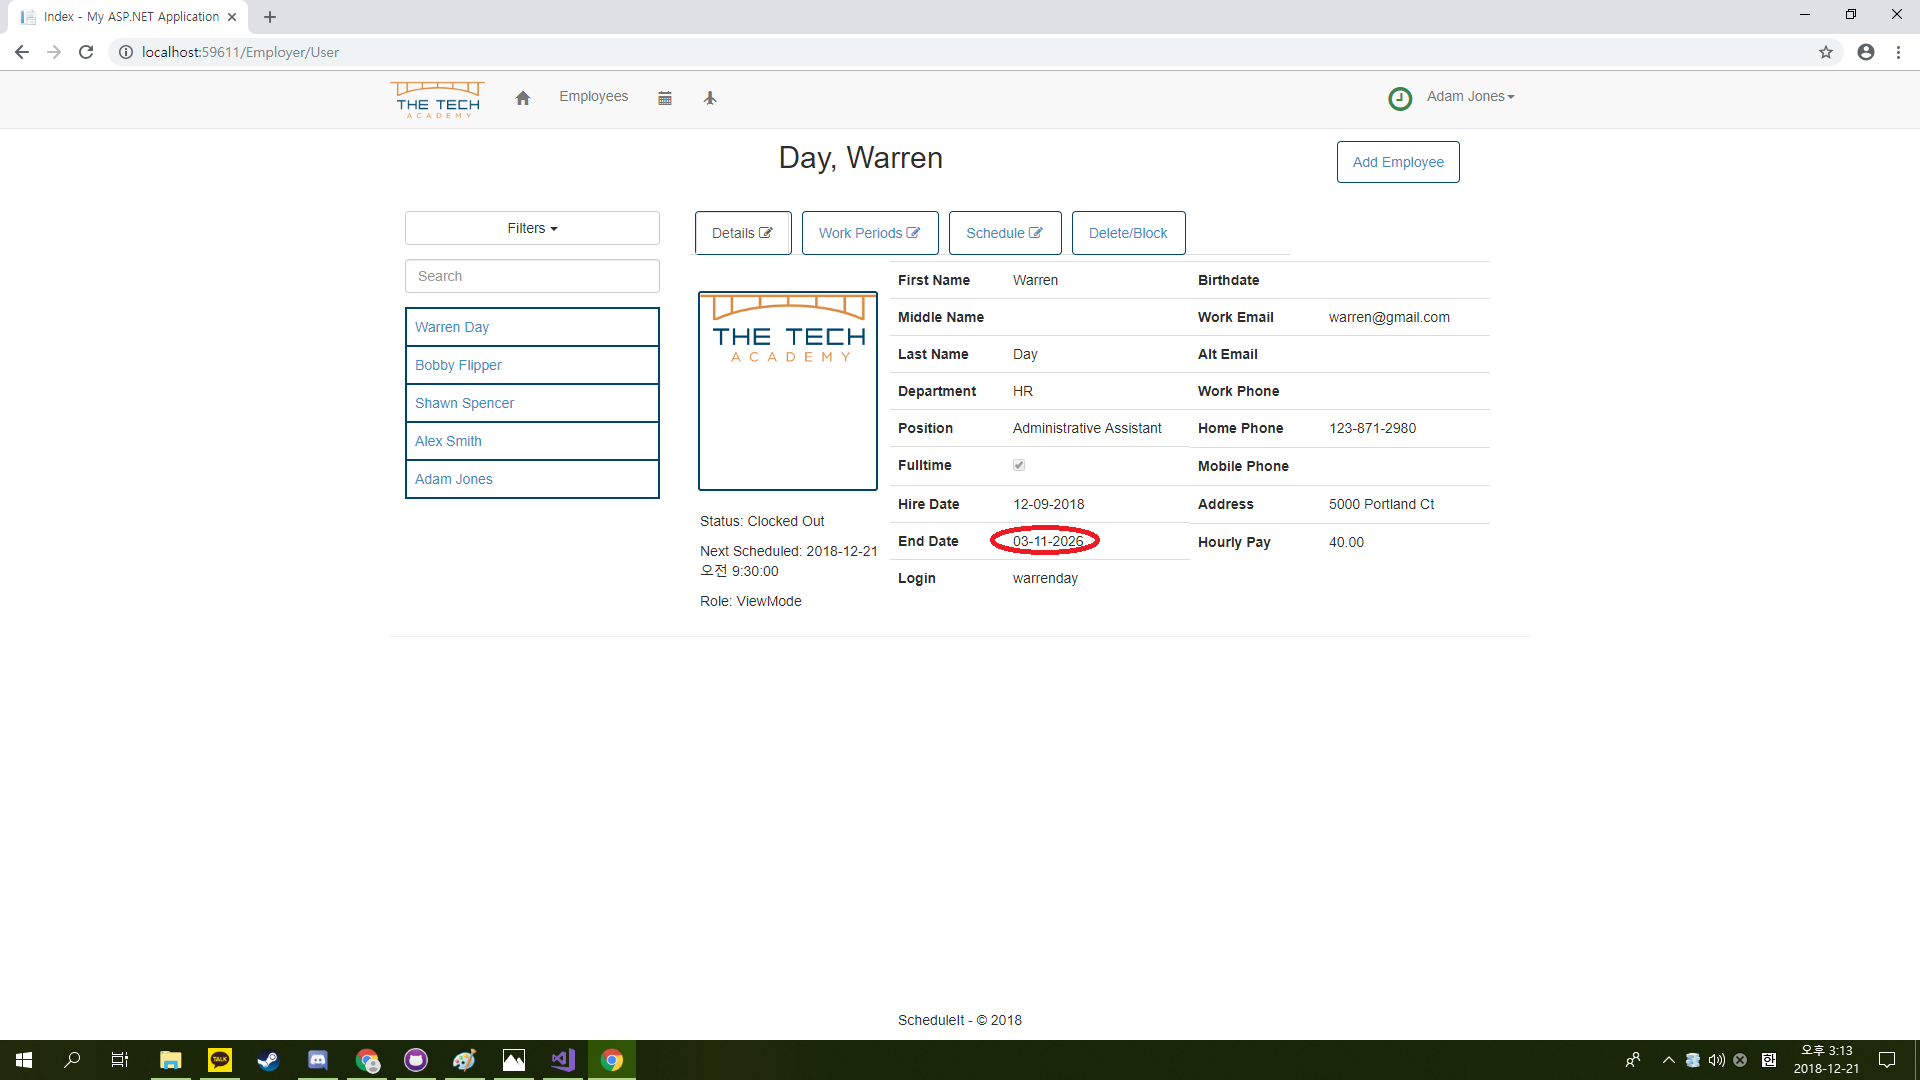 Index - My ASP.NET Application
localhost:59611/Employer/User
THE TECH
ACADEMY
Employees
Adam Jones
Day, Warren
Add Employee
Filters
Search
Warren Day
Bobby Flipper
Shawn Spencer
Alex Smith
Adam Jones
Details
Work Periods
Schedule
Delete/Block
THE TECH
ACADEMY
Status: Clocked Out
Next Scheduled: 2018-12-21
오전 9:30:00
Role: ViewMode
First Name Warren
Middle Name
Last Name Day
Department HR
Position Administrative Assistant
Fulltime
Hire Date 12-09-2018
End Date 03-11-2026
Login warrenday
Birthdate
Work Email warren@gmail.com
Alt Email
Work Phone
Home Phone 123-871-2980
Mobile Phone
Address 5000 Portland Ct
Hourly Pay 40.00
ScheduleIt - © 2018
TALK
한
오후 3:13
2018-12-21